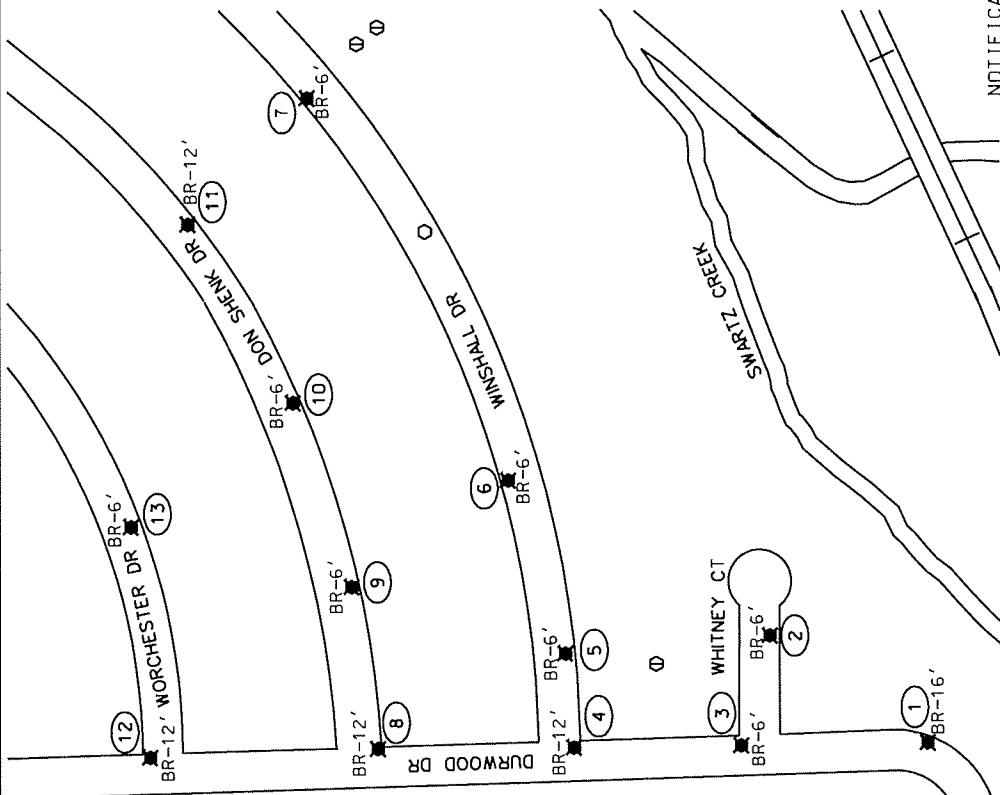 NOTIFICA
7
BR-6'
BR-12'
11
DON SHENK DR
BR-6'
10
WINSHALL DR
SWARTZ CREEK
6
BR-6'
BR-6'
13
WORCHESTER DR
BR-6'
9
BR-6'
5
WHITNEY CT
BR-6'
2
12
BR-12'
BR-12'
8
BR-12'
4
3
BR-6'
1
BR-16'
DURWOOD DR